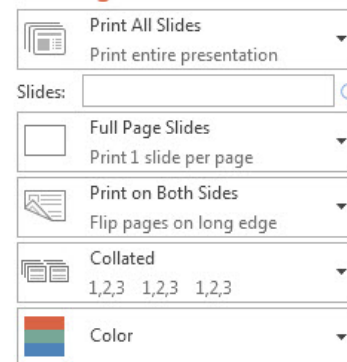 Print All Slides
Print entire presentation
Slides:
Full Page Slides
Print 1 slide per page
Print on Both Sides
Flip pages on long edge
Collated
1,2,3 1,2,3 1,2,3
Color